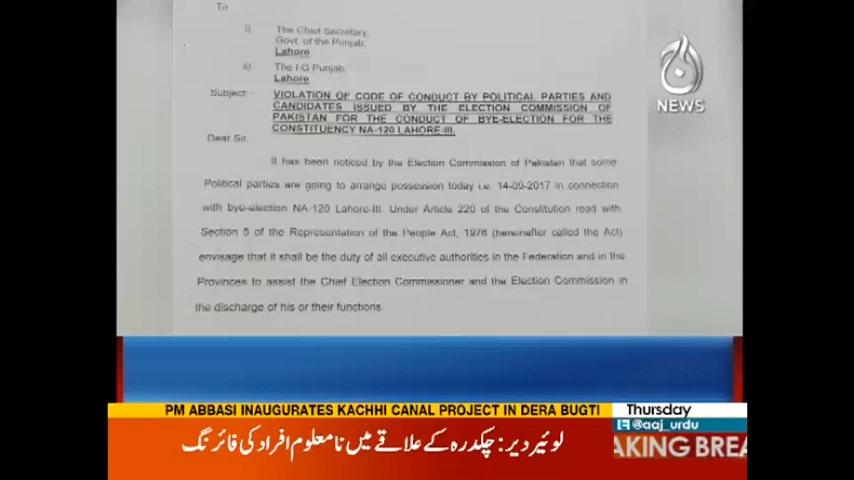 To
i) The Chief Secretary,
Govt. of the Punjab,
Lahore
ii) The I.G Punjab,
Lahore
Subject:- VIOLATION OF CODE OF CONDUCT BY POLITICAL PARTIES AND
CANDIDATES ISSUED BY THE ELECTION COMMISSION OF
PAKISTAN FOR THE CONDUCT OF BYE-ELECTION FOR THE
CONSTITUENCY NA-120 LAHORE-III.
Dear Sir,
It has been noticed by the Election Commission of Pakistan that some
Political parties are going to arrange possession today i.e. 14-09-2017 in connection
with bye-election NA-120 Lahore-III. Under Article 220 of the Constitution read with
Section 5 of the Representation of the People Act, 1976 (hereinafter called the Act)
envisage that it shall be the duty of all executive authorities in the Federation and in the
Provinces to assist the Chief Election Commissioner and the Election Commission in
the discharge of his or their functions.
NEWS
PM ABBASI INAUGURATES KACHHI CANAL PROJECT IN DERA BUGTI
Thursday
@aaj_urdu
لوئیر دیر: چکدرہ کے علاقے میں نامعلوم افراد کی فائرنگ
AKING BREA